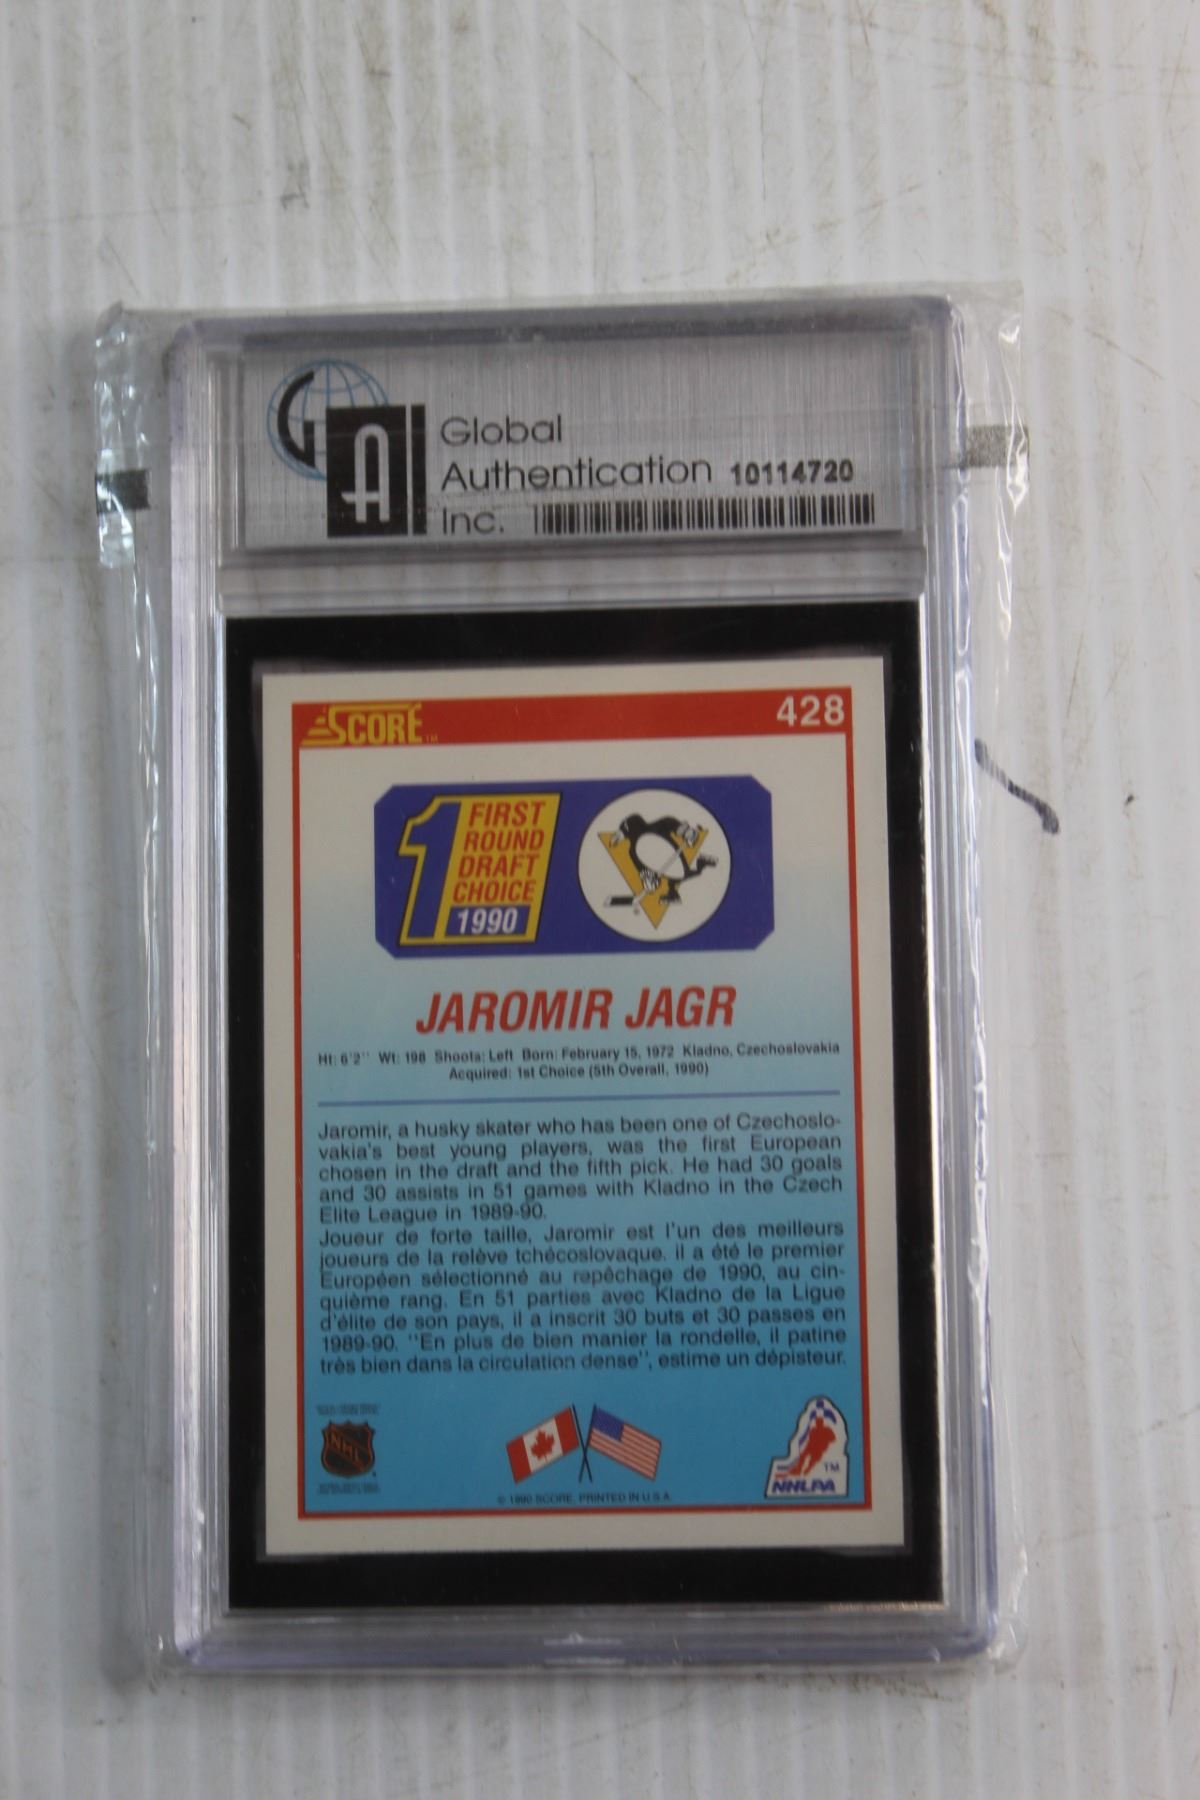 GA
Global
Authentication 10114720
Inc.
SCORE™ 428
1 FIRST
ROUND
DRAFT
CHOICE
1990
JAROMIR JAGR
Ht: 6'2" Wt: 198 Shoots: Left Born: February 15, 1972 Kladno, Czechoslovakia
Acquired: 1st Choice (5th Overall, 1990)
Jaromir, a husky skater who has been one of Czechoslo-
vakia's best young players, was the first European
chosen in the draft and the fifth pick. He had 30 goals
and 30 assists in 51 games with Kladno in the Czech
Elite League in 1989-90.
Joueur de forte taille, Jaromir est l'un des meilleurs
joueurs de la relève tchécoslovaque. il a été le premier
Européen sélectionné au repêchage de 1990, au cin-
quième rang. En 51 parties avec Kladno de la Ligue
d'élite de son pays, il a inscrit 30 buts et 30 passes en
1989-90. "En plus de bien manier la rondelle, il patine
très bien dans la circulation dense", estime un dépisteur.
NHL
TM
NHLPA
© 1990 SCORE, PRINTED IN U.S.A.